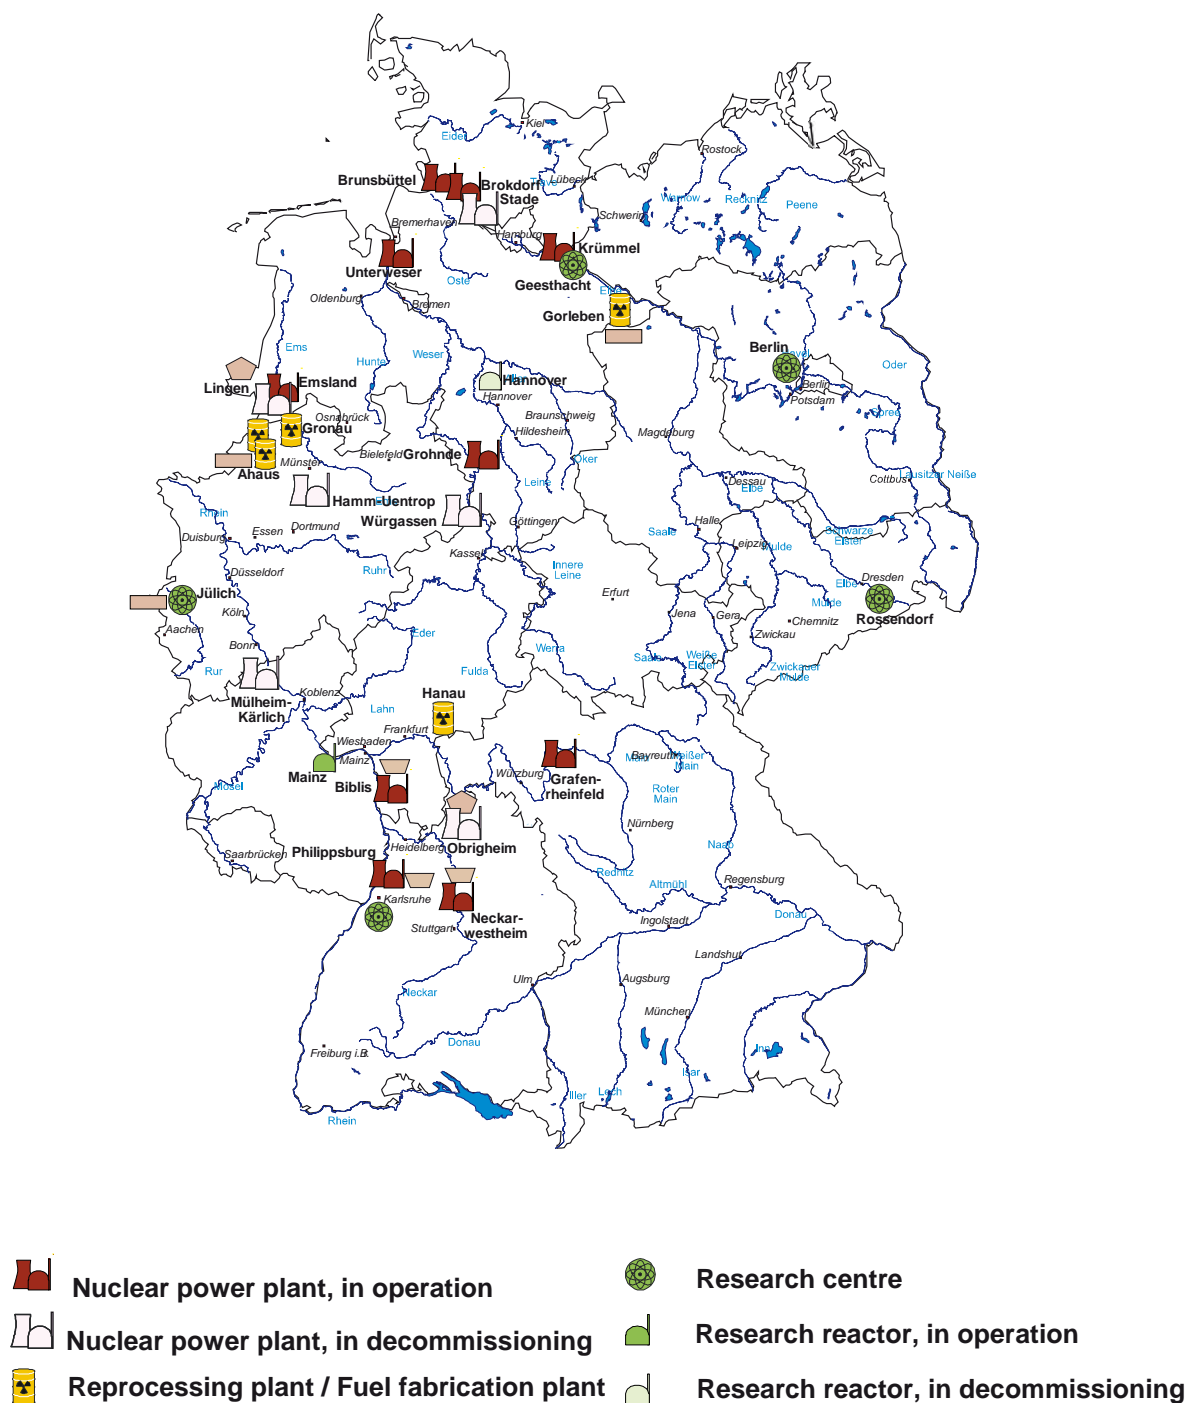 Kiel
Eider
Rostock
Brunsbüttel
Brokdorf
Trave
Lübeck
Stade
Warnow
Recknitz
Peene
Schwerin
Bremerhaven
Hamburg
Krümmel
Unterweser
Oste
Geesthacht
Elbe
Oldenburg
Bremen
Gorleben
Ems
Hunte
Weser
Berlin
Havel
Oder
Lingen
Emsland
Aller
Hannover
Hannover
Berlin
Potsdam
Spree
Osnabrück
Braunschweig
Gronau
Hildesheim
Magdeburg
Bielefeld
Grohnde
Münster
Oker
Ahaus
Leine
Dessau
Elbe
Cottbus
Lausitzer Neiße
Hamm-Uentrop
Rhein
Würgassen
Göttingen
Essen
Dortmund
Duisburg
Saale
Halle
Schwarze
Elster
Leipzig
Mulde
Kassel
Innere
Leine
Düsseldorf
Ruhr
Elbe
Dresden
Jülich
Erfurt
Mulde
Köln
Jena
Gera
Chemnitz
Rossendorf
Aachen
Eder
Zwickau
Bonn
Werra
Saale
Weiße
Elster
Rur
Fulda
Zwickauer
Mulde
Koblenz
Mülheim-
Kärlich
Hanau
Lahn
Frankfurt
Wiesbaden
Mainz
Mainz
Main
Bayreuth
Weißer
Main
Würzburg
Grafen-
rheinfeld
Biblis
Mosel
Roter
Main
Nürnberg
Heidelberg
Obrigheim
Philippsburg
Saarbrücken
Naab
Rednitz
Altmühl
Regensburg
Karlsruhe
Neckar-
westheim
Stuttgart
Ingolstadt
Donau
Landshut
Ulm
Augsburg
Neckar
München
Donau
Freiburg i.B.
Inn
Isar
Iller
Lech
Rhein
Nuclear power plant, in operation
Research centre
Nuclear power plant, in decommissioning
Research reactor, in operation
Reprocessing plant / Fuel fabrication plant
Research reactor, in decommissioning